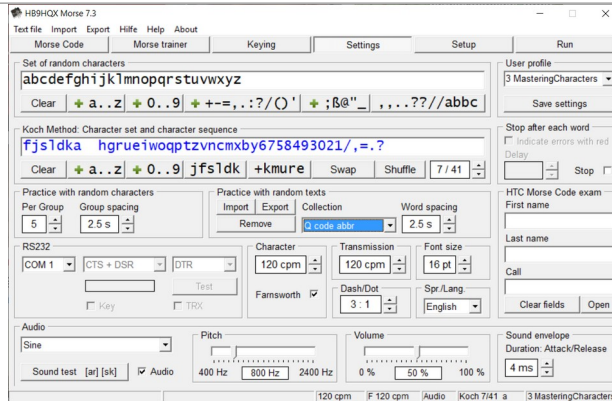 HB9HQX Morse 7.3
Text file Import Export Hilfe Help About
Morse Code Morse trainer Keying Settings Setup Run
Set of random characters
abcdefghijklmnopqrstuvwxyz
Clear + a..z + 0..9 + +-=,.:?/()' + ;ß@"_ ,,..??//abbc
User profile
3 MasteringCharacters
Save settings
Koch Method: Character set and character sequence
fjsldka hgrueiwoqptzvncmxby6758493021/,=.?
Clear + a..z + 0..9 jfsldk +kmure Swap Shuffle 7 / 41
Stop after each word
Indicate errors with red
Delay
Stop
Practice with random characters
Per Group Group spacing
5 2.5 s
Practice with random texts
Import Export Collection Word spacing
Remove Q code abbr 2.5 s
HTC Morse Code exam
First name
Last name
Call
Clear fields Open
RS232
COM 1 CTS + DSR DTR
Test
Key TRX
Character
120 cpm
Farnsworth
Transmission
120 cpm
Dash/Dot
3 : 1
Font size
16 pt
Spr./Lang.
English
Audio
Sine
Sound test [ar] [sk] Audio
Pitch
400 Hz 800 Hz 2400 Hz
Volume
0 % 50 % 100 %
Sound envelope
Duration: Attack/Release
4 ms
120 cpm F 120 cpm Audio Koch 7/41 a 3 MasteringCharacters